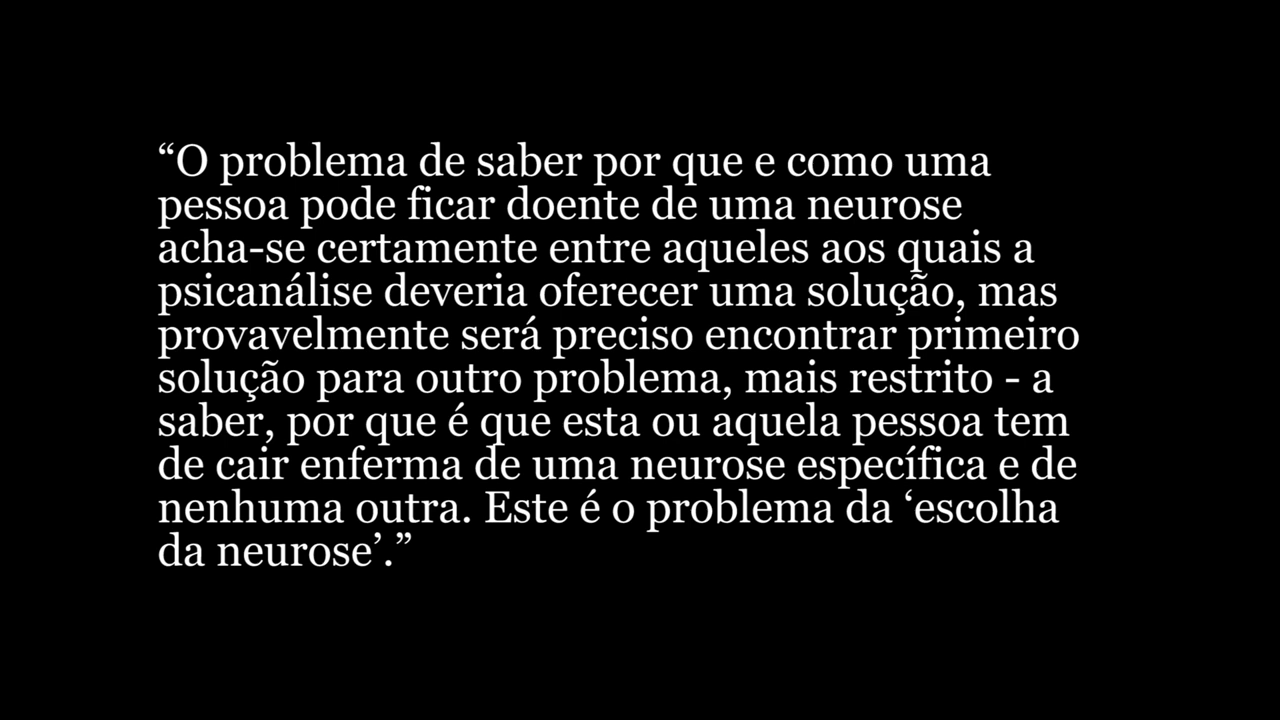 “O problema de saber por que e como uma
pessoa pode ficar doente de uma neurose
acha-se certamente entre aqueles aos quais a
psicanálise deveria oferecer uma solução, mas
provavelmente será preciso encontrar primeiro
solução para outro problema, mais restrito - a
saber, por que é que esta ou aquela pessoa tem
de cair enferma de uma neurose específica e de
nenhuma outra. Este é o problema da ‘escolha
da neurose’.”